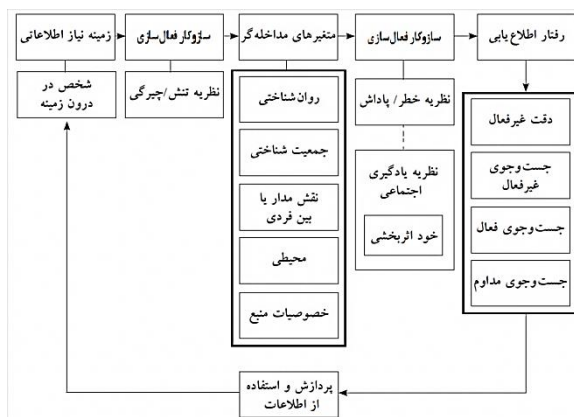 زمینه نیاز اطلاعاتی
سازوکار فعال‌سازی
متغیرهای مداخله‌گر
سازوکار فعال‌سازی
رفتار اطلاع‌یابی
شخص در
درون زمینه
نظریه تنش/چیرگی
روان‌شناختی
جمعیت شناختی
نقش مدار یا
بین فردی
محیطی
خصوصیات منبع
نظریه خطر/ پاداش
نظریه یادگیری
اجتماعی
خود اثربخشی
دقت غیرفعال
جست‌وجوی
غیرفعال
جست‌وجوی فعال
جست‌وجوی مداوم
پردازش و استفاده
از اطلاعات